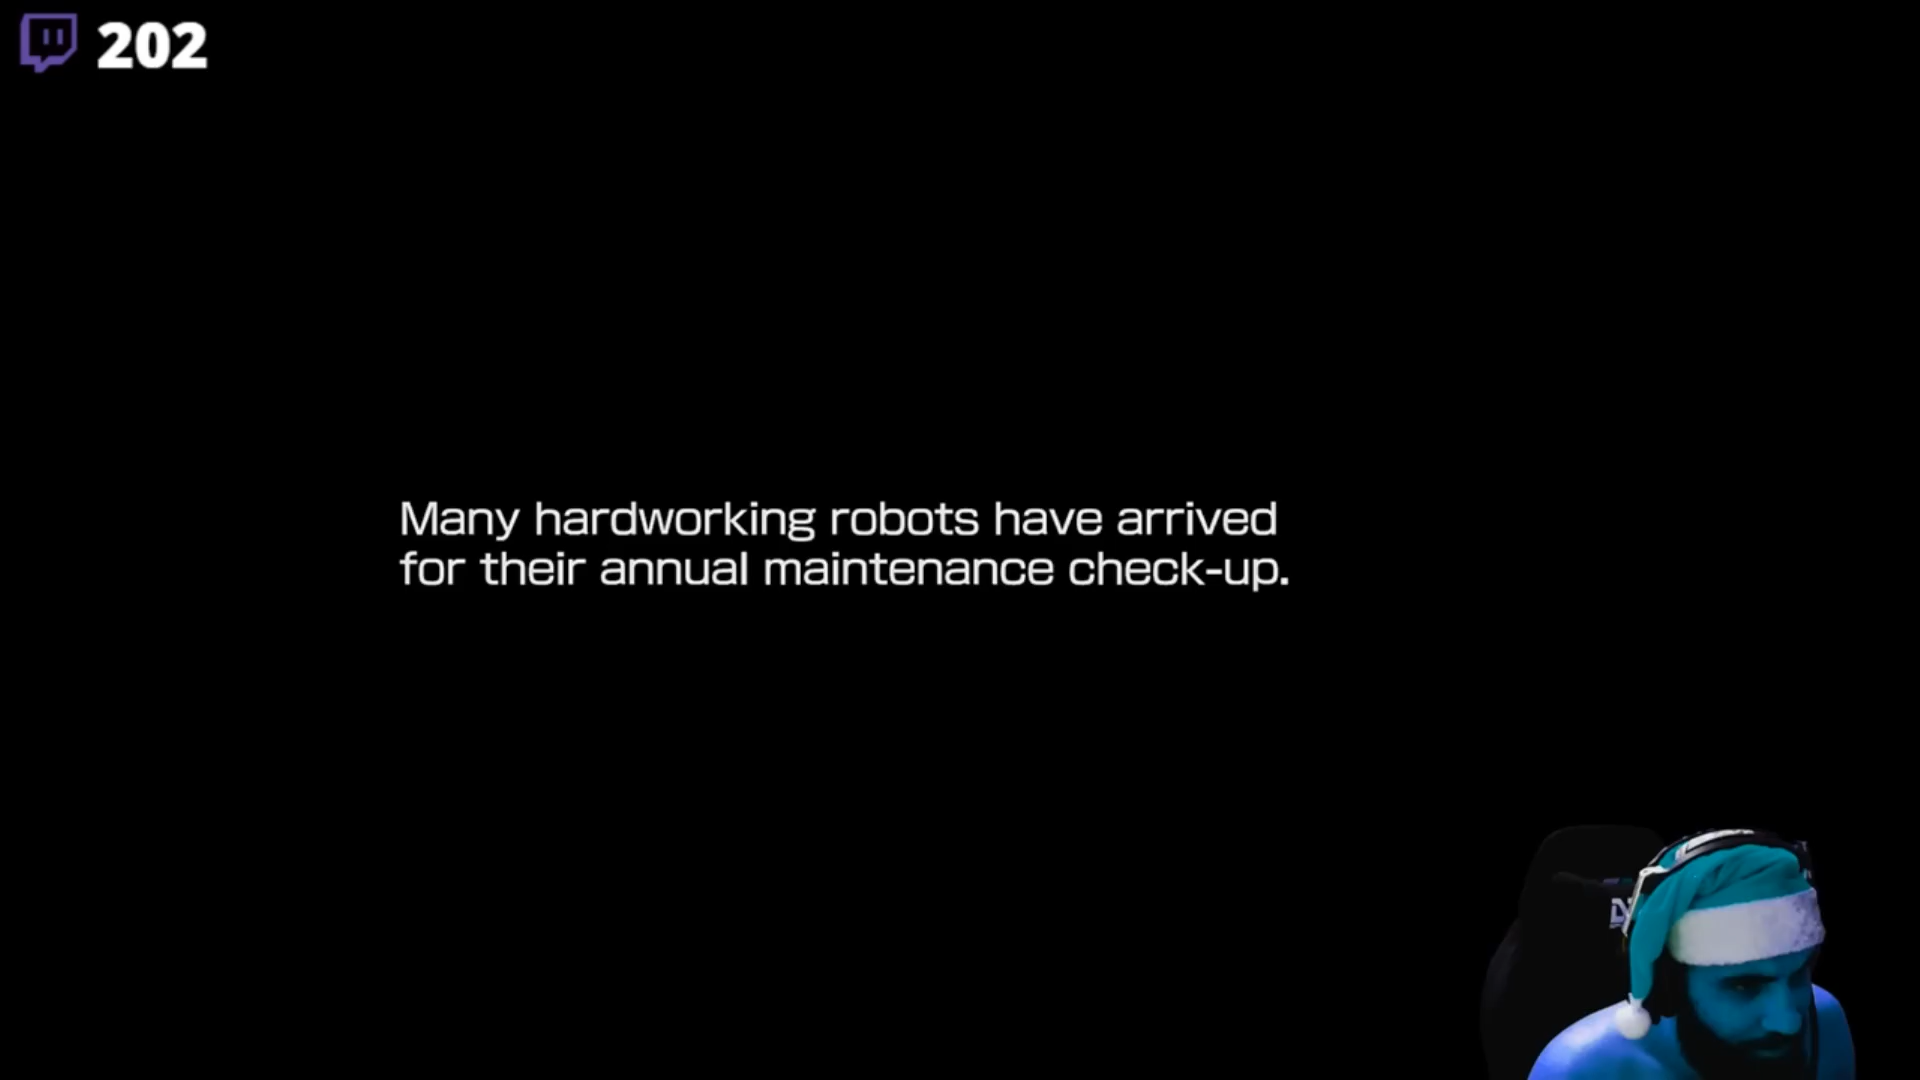 202
Many hardworking robots have arrived
for their annual maintenance check-up.